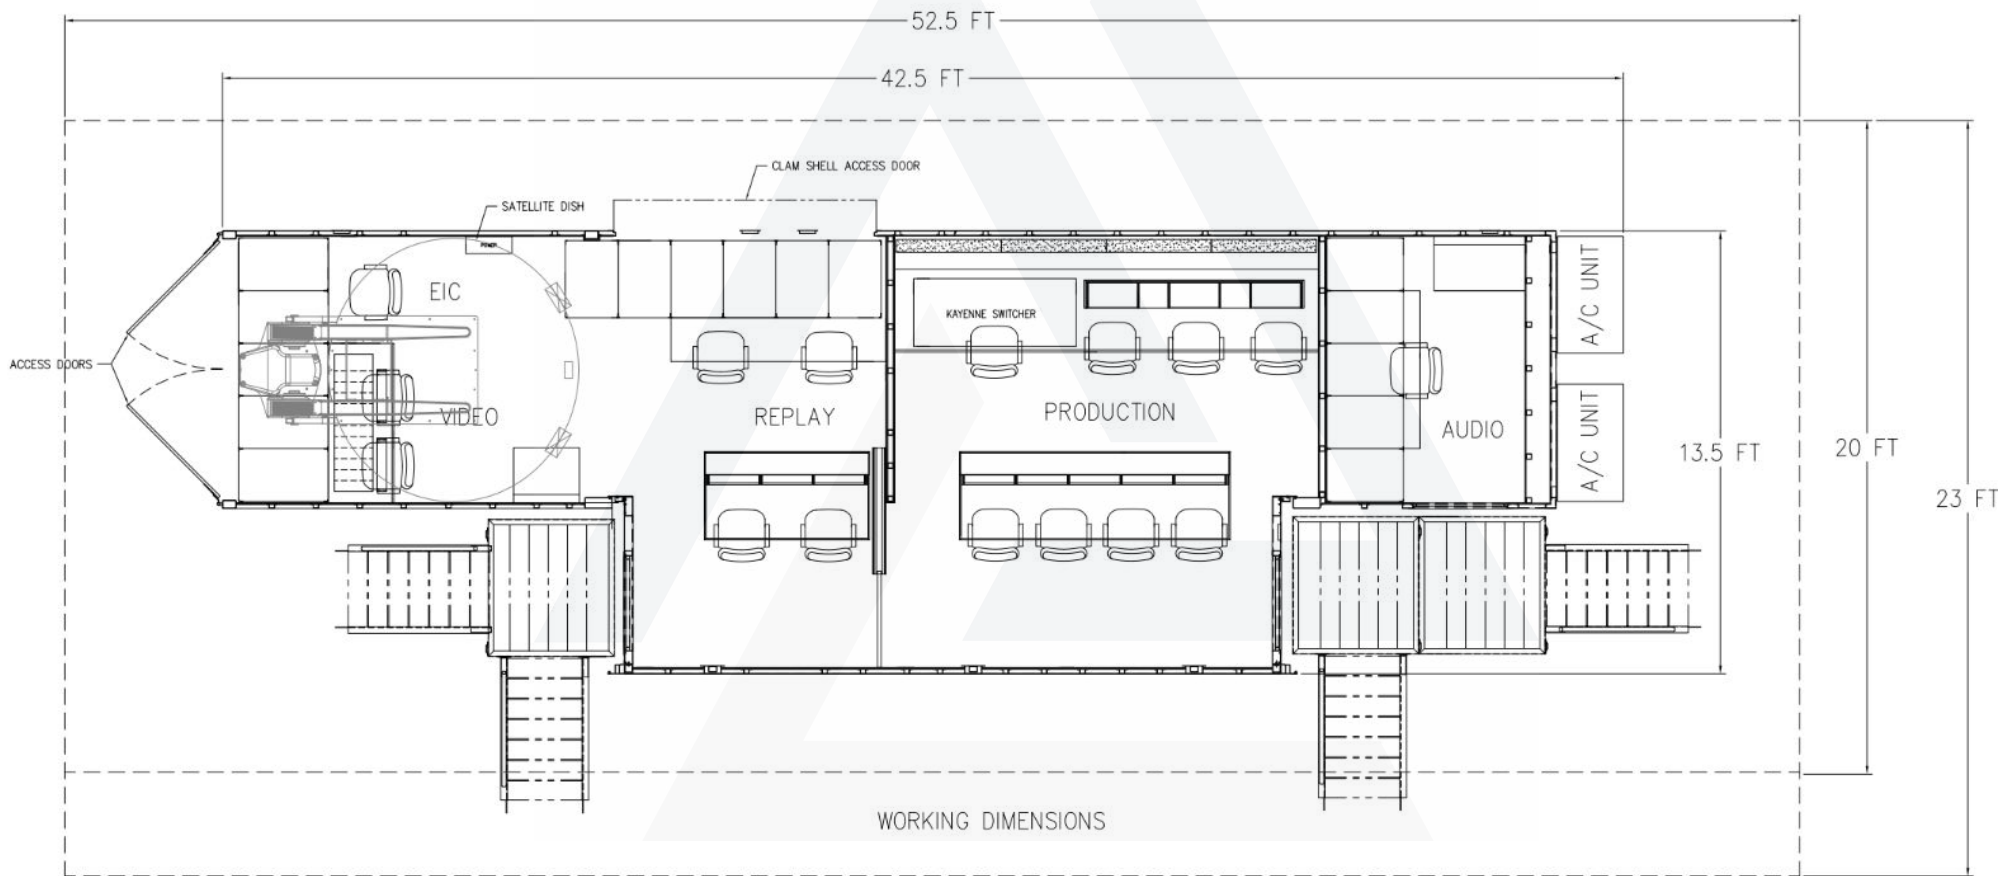 52.5 FT
42.5 FT
CLAM SHELL ACCESS DOOR
SATELLITE DISH
POWER
EIC
KAYENNE SWITCHER
A/C UNIT
ACCESS DOORS
VIDEO
REPLAY
PRODUCTION
AUDIO
A/C UNIT
13.5 FT
20 FT
23 FT
WORKING DIMENSIONS